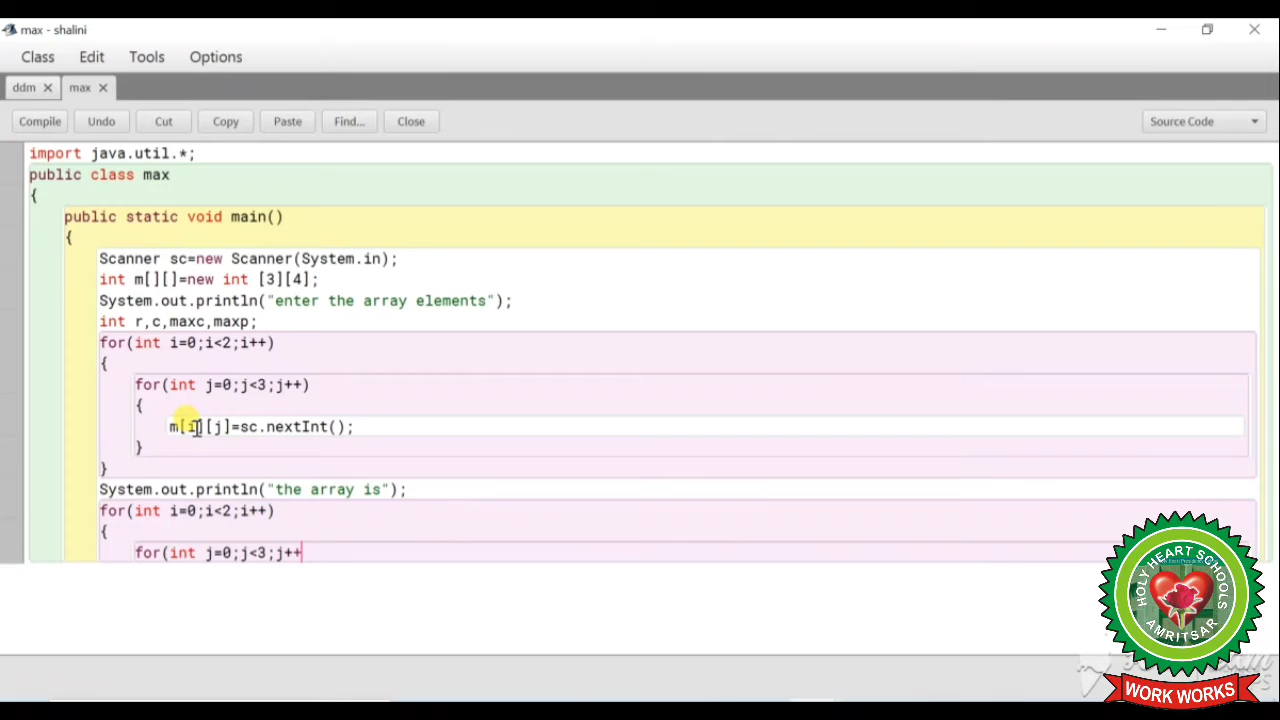 max - shalini
Class Edit Tools Options
ddm max
Compile Undo Cut Copy Paste Find... Close Source Code
import java.util.*;
public class max
{
public static void main()
{
Scanner sc=new Scanner(System.in);
int m[][]=new int [3][4];
System.out.println("enter the array elements");
int r,c,maxc,maxp;
for(int i=0;i<2;i++)
{
for(int j=0;j<3;j++)
{
m[i][j]=sc.nextInt();
}
}
System.out.println("the array is");
for(int i=0;i<2;i++)
{
for(int j=0;j<3;j++
HOLY HEART SCHOOLS
AMRITSAR
WORK WORKS